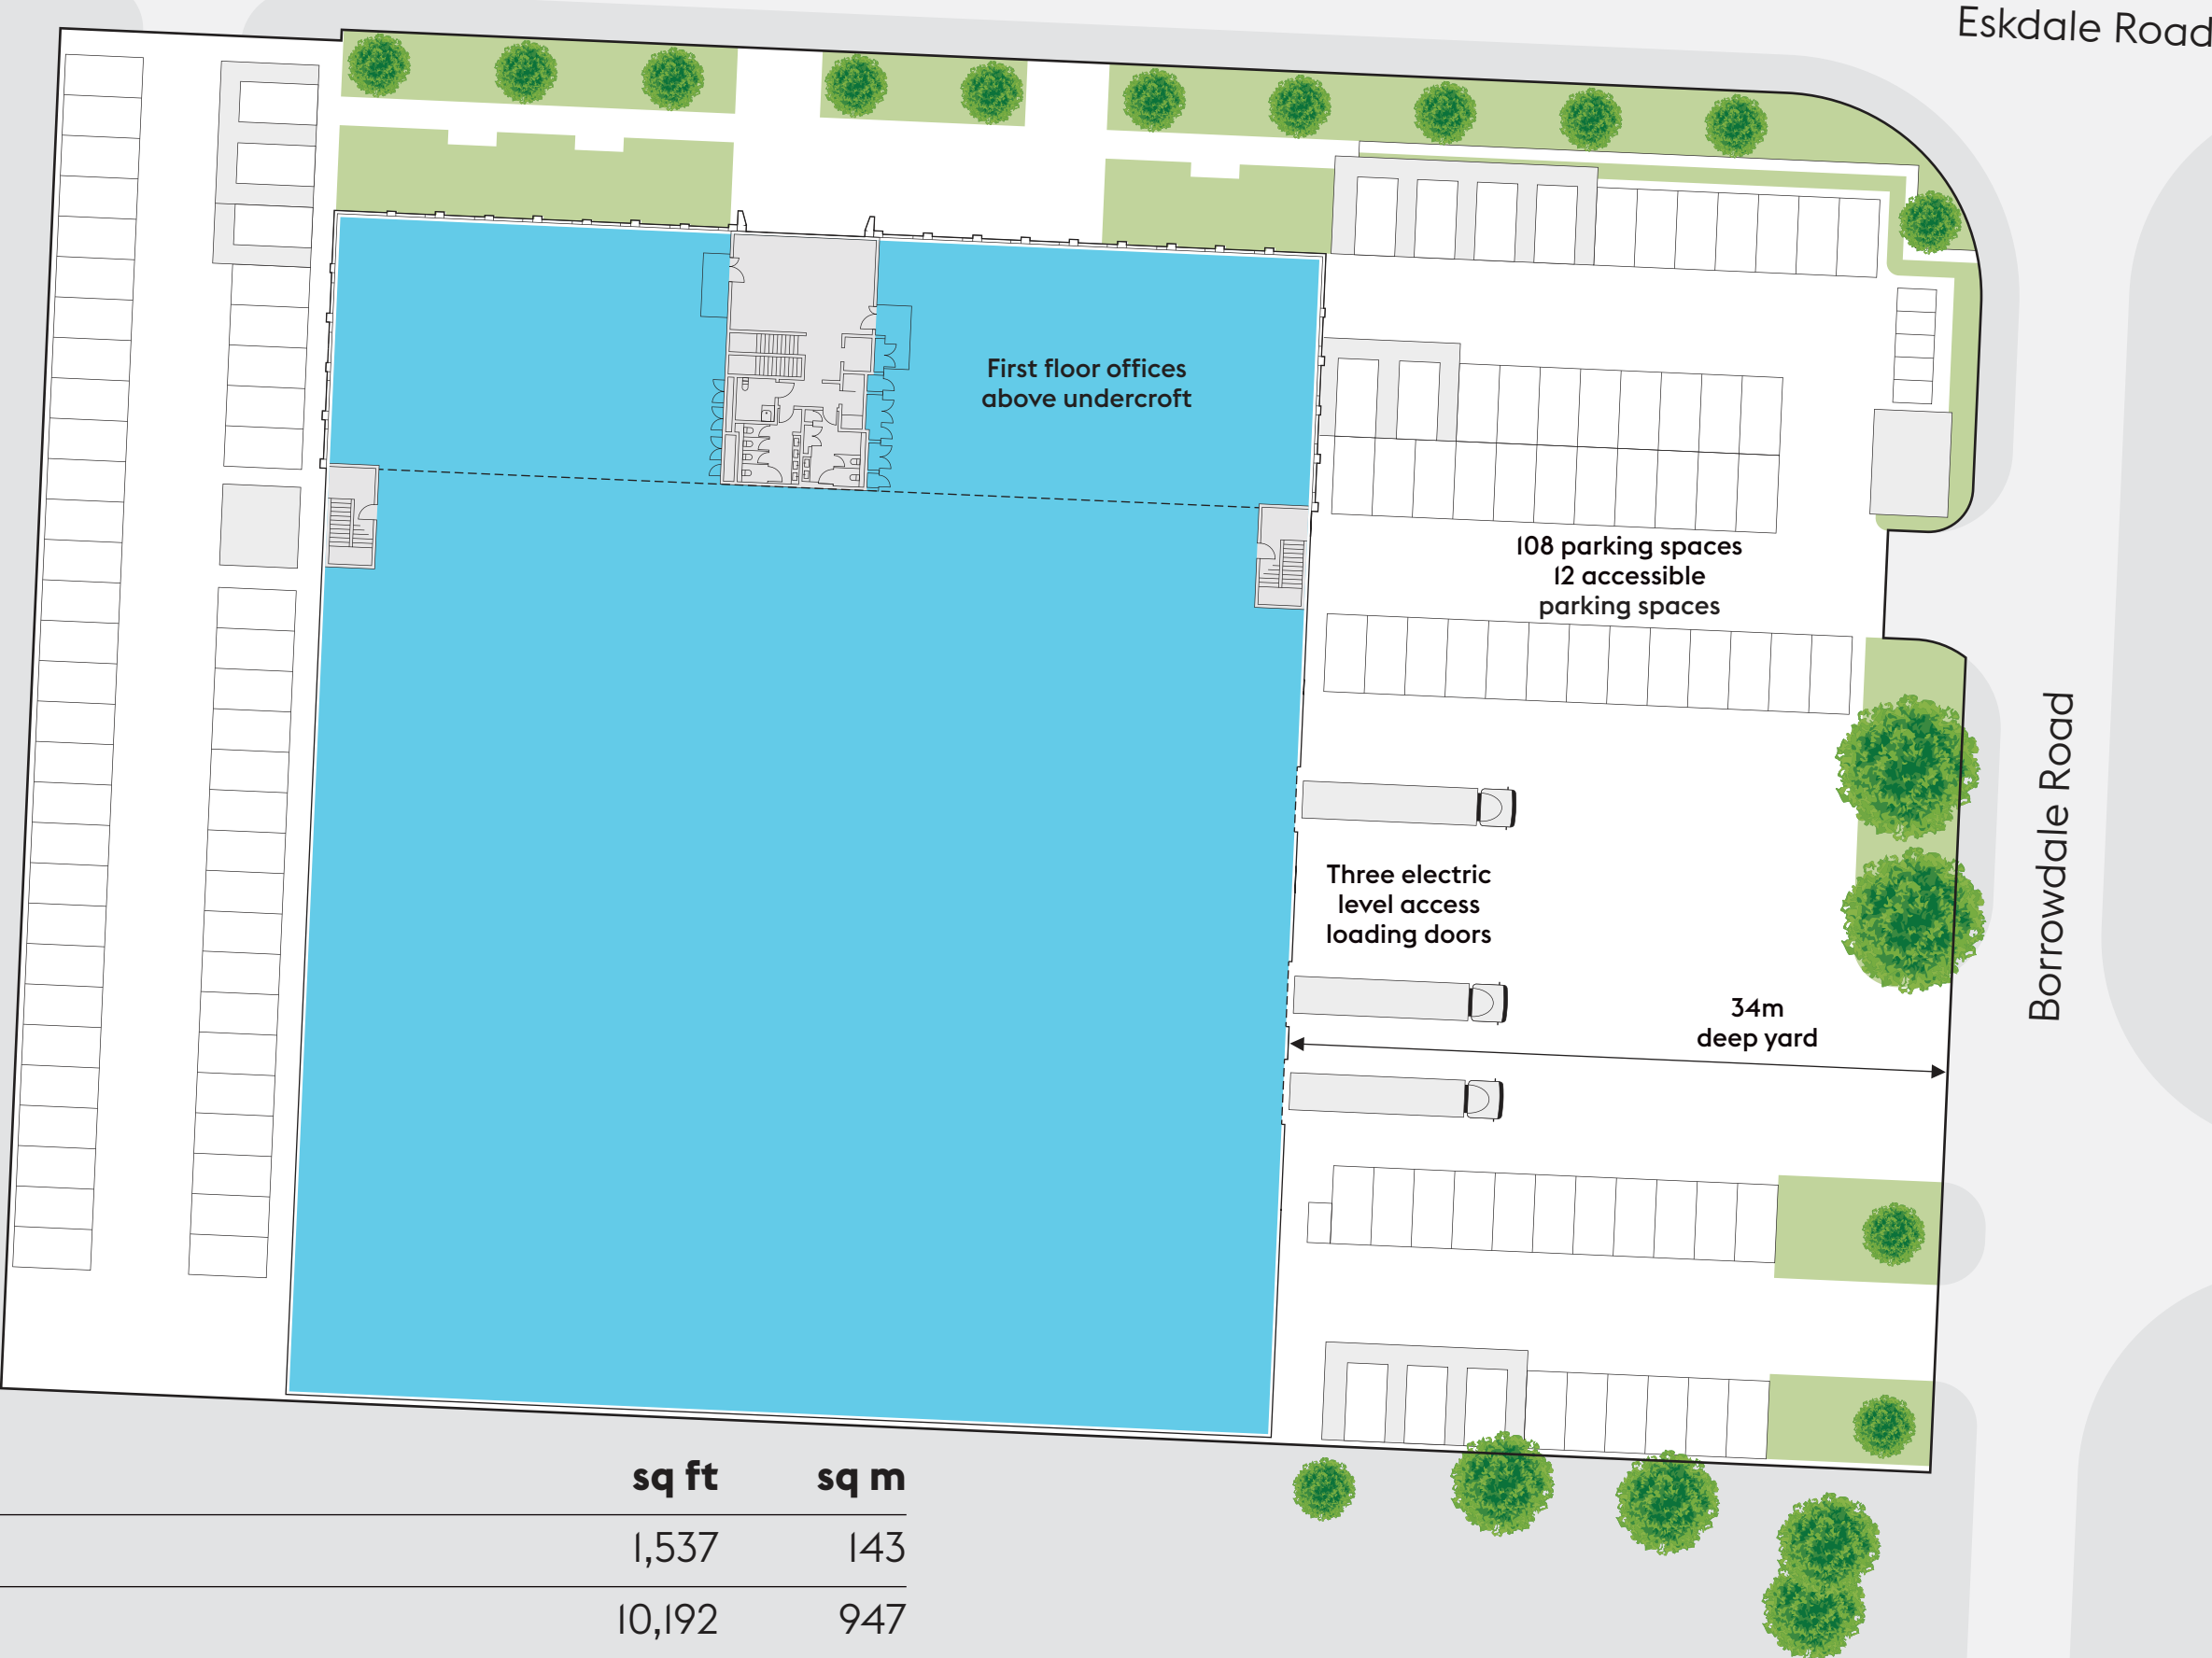 Eskdale Road
First floor offices
above undercroft
108 parking spaces
12 accessible
parking spaces
Borrowdale Road
Three electric
level access
loading doors
34m
deep yard
sq ft sq m
1,537 143
10,192 947